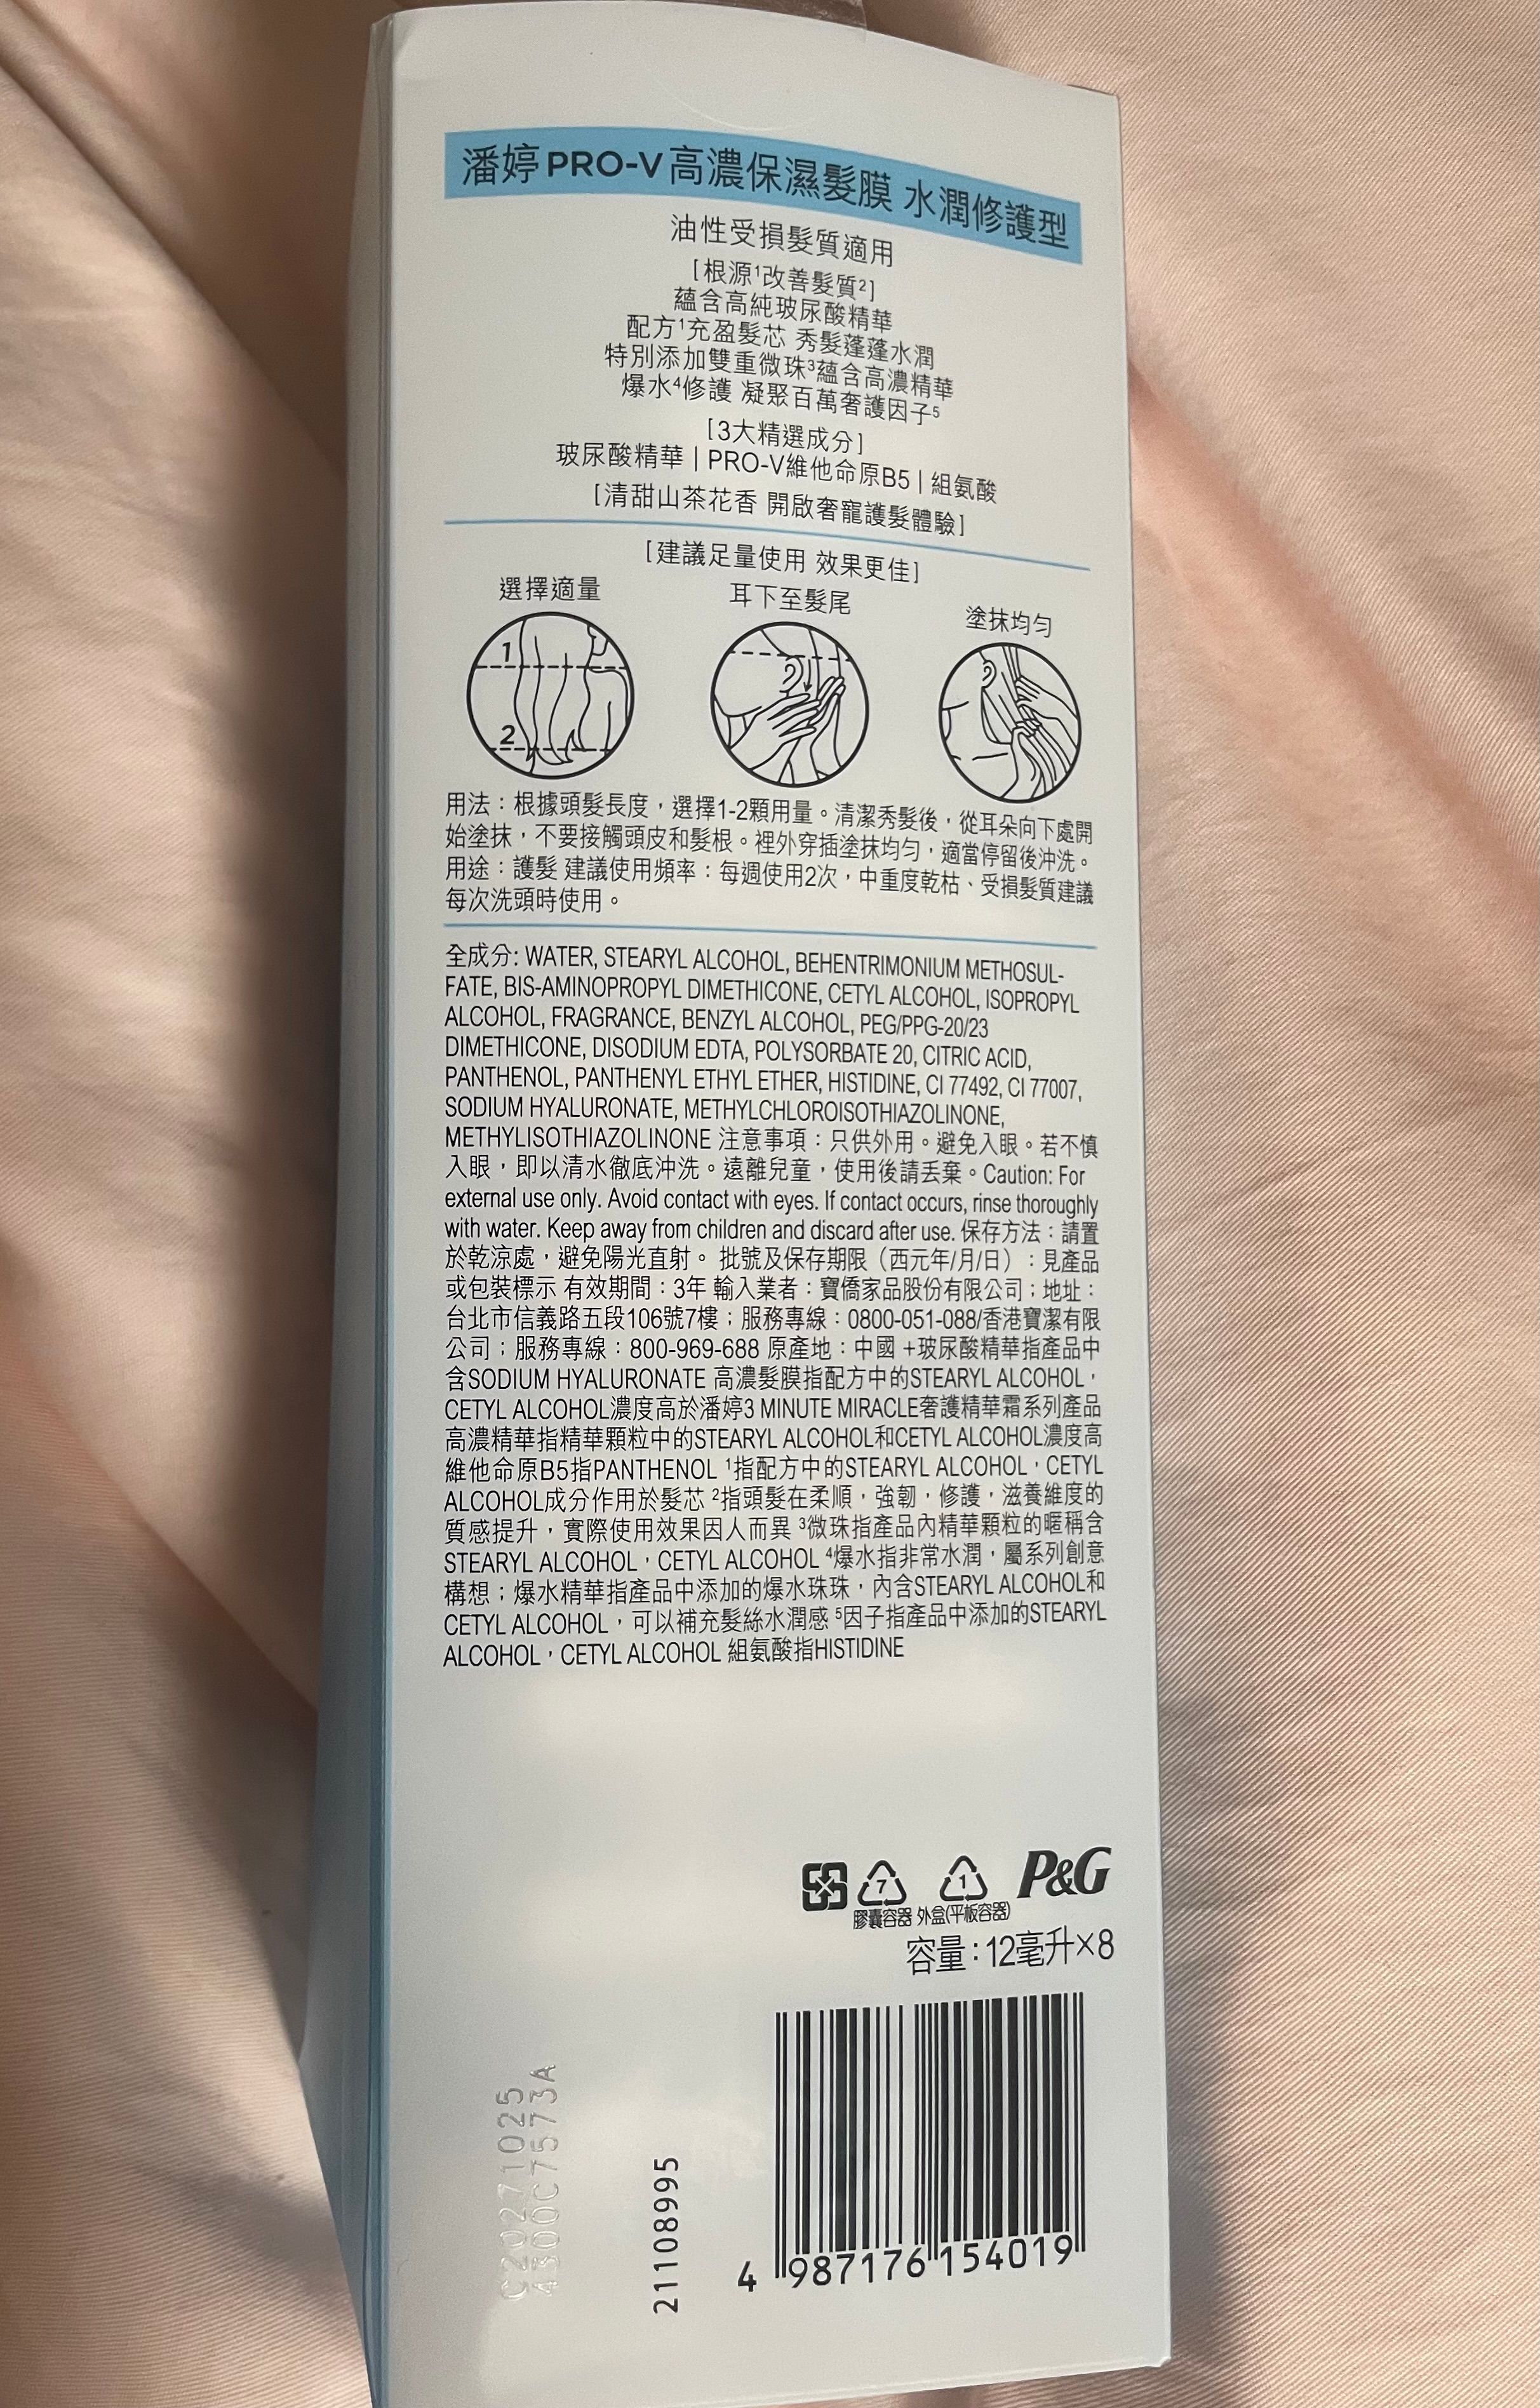 潘婷PRO-V高濃保濕髮膜 水潤修護型
油性受損髮質適用
[根源¹改善髮質²]
蘊含高純玻尿酸精華
配方¹充盈髮芯 秀髮蓬蓬水潤
特別添加雙重微珠³蘊含高濃精華
爆水⁴修護 凝聚百萬奢護因子⁵
[3大精選成分]
玻尿酸精華 | PRO-V維他命原B5 | 組氨酸
[清甜山茶花香 開啟奢寵護髮體驗]
[建議足量使用 效果更佳]
選擇適量 耳下至髮尾 塗抹均勻
1
2
用法：根據頭髮長度，選擇1-2顆用量。清潔秀髮後，從耳朵向下處開
始塗抹，不要接觸頭皮和髮根。裡外穿插塗抹均勻，適當停留後沖洗。
用途：護髮 建議使用頻率：每週使用2次，中重度乾枯、受損髮質建議
每次洗頭時使用。
全成分: WATER, STEARYL ALCOHOL, BEHENTRIMONIUM METHOSUL-
FATE, BIS-AMINOPROPYL DIMETHICONE, CETYL ALCOHOL, ISOPROPYL
ALCOHOL, FRAGRANCE, BENZYL ALCOHOL, PEG/PPG-20/23
DIMETHICONE, DISODIUM EDTA, POLYSORBATE 20, CITRIC ACID,
PANTHENOL, PANTHENYL ETHYL ETHER, HISTIDINE, CI 77492, CI 77007,
SODIUM HYALURONATE, METHYLCHLOROISOTHIAZOLINONE,
METHYLISOTHIAZOLINONE 注意事項：只供外用。避免入眼。若不慎
入眼，即以清水徹底沖洗。遠離兒童，使用後請丟棄。Caution: For
external use only. Avoid contact with eyes. If contact occurs, rinse thoroughly
with water. Keep away from children and discard after use. 保存方法：請置
於乾涼處，避免陽光直射。 批號及保存期限（西元年/月/日）：見產品
或包裝標示 有效期間：3年 輸入業者：寶僑家品股份有限公司；地址：
台北市信義路五段106號7樓；服務專線：0800-051-088/香港寶潔有限
公司；服務專線：800-969-688 原產地：中國 +玻尿酸精華指產品中
含SODIUM HYALURONATE 高濃髮膜指配方中的STEARYL ALCOHOL，
CETYL ALCOHOL濃度高於潘婷3 MINUTE MIRACLE奢護精華霜系列產品
高濃精華指精華顆粒中的STEARYL ALCOHOL和CETYL ALCOHOL濃度高
維他命原B5指PANTHENOL ¹指配方中的STEARYL ALCOHOL，CETYL
ALCOHOL成分作用於髮芯 ²指頭髮在柔順，強韌，修護，滋養維度的
質感提升，實際使用效果因人而異 ³微珠指產品內精華顆粒的暱稱含
STEARYL ALCOHOL，CETYL ALCOHOL ⁴爆水指非常水潤，屬系列創意
構想；爆水精華指產品中添加的爆水珠珠，內含STEARYL ALCOHOL和
CETYL ALCOHOL，可以補充髮絲水潤感 ⁵因子指產品中添加的STEARYL
ALCOHOL，CETYL ALCOHOL 組氨酸指HISTIDINE
7 1 P&G
膠囊容器 外盒(平板容器)
容量：12毫升×8
C20271025
4300C7573A
21108995
4 987176 154019